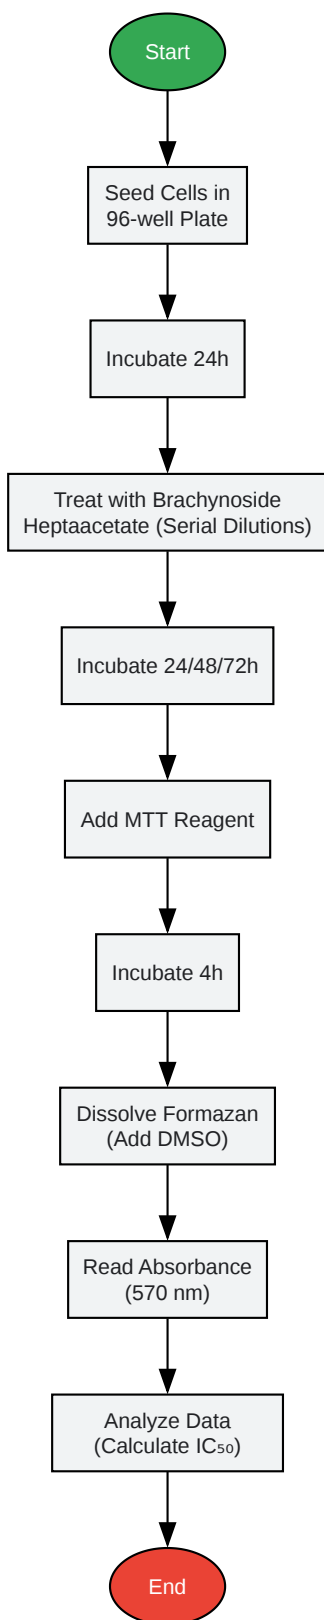 Start
Seed Cells in
96-well Plate
Incubate 24h
Treat with Brachynoside
Heptaacetate (Serial Dilutions)
Incubate 24/48/72h
Add MTT Reagent
Incubate 4h
Dissolve Formazan
(Add DMSO)
Read Absorbance
(570 nm)
Analyze Data
(Calculate IC₅₀)
End